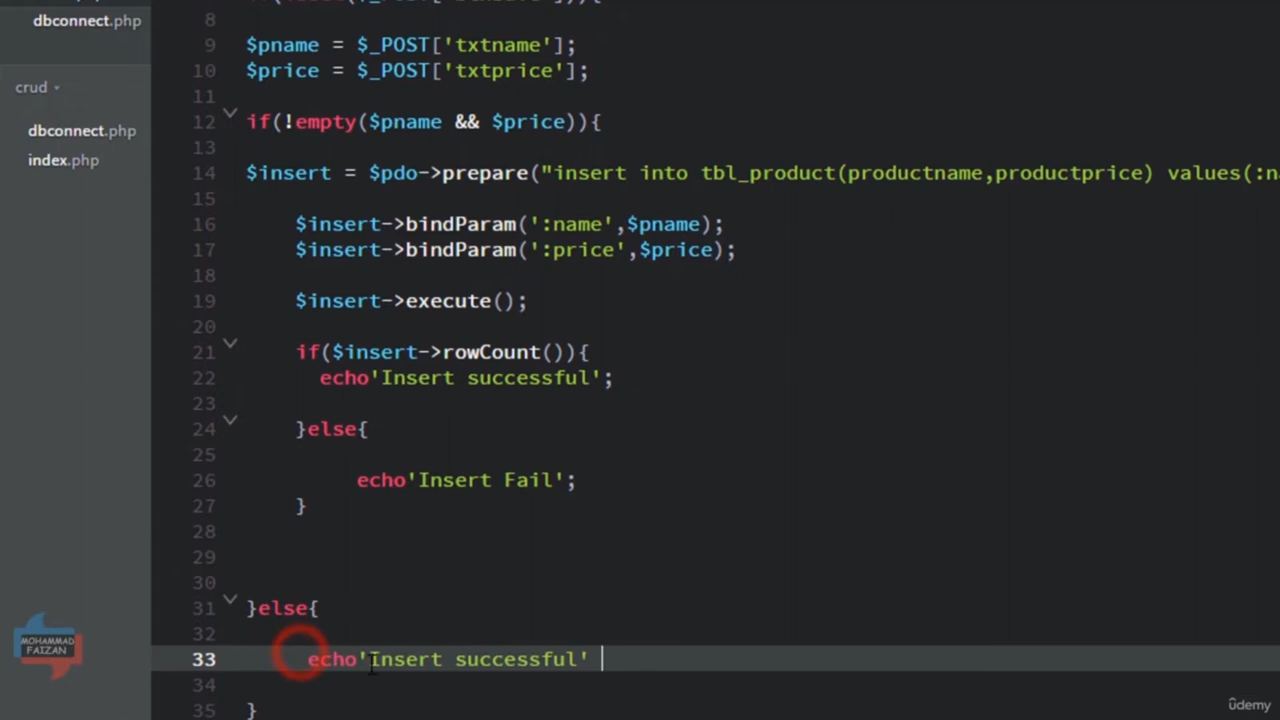 dbconnect.php
crud
dbconnect.php
index.php
8
9 $pname = $_POST['txtname'];
10 $price = $_POST['txtprice'];
11
12 if(!empty($pname && $price)){
13
14 $insert = $pdo->prepare("insert into tbl_product(productname,productprice) values(:na
15
16 $insert->bindParam(':name',$pname);
17 $insert->bindParam(':price',$price);
18
19 $insert->execute();
20
21 if($insert->rowCount()){
22 echo'Insert successful';
23
24 }else{
25
26 echo'Insert Fail';
27 }
28
29
30
31 }else{
32
33 echo'Insert successful'
34
35 }
MOHAMMAD
FAIZAN
ûdemy